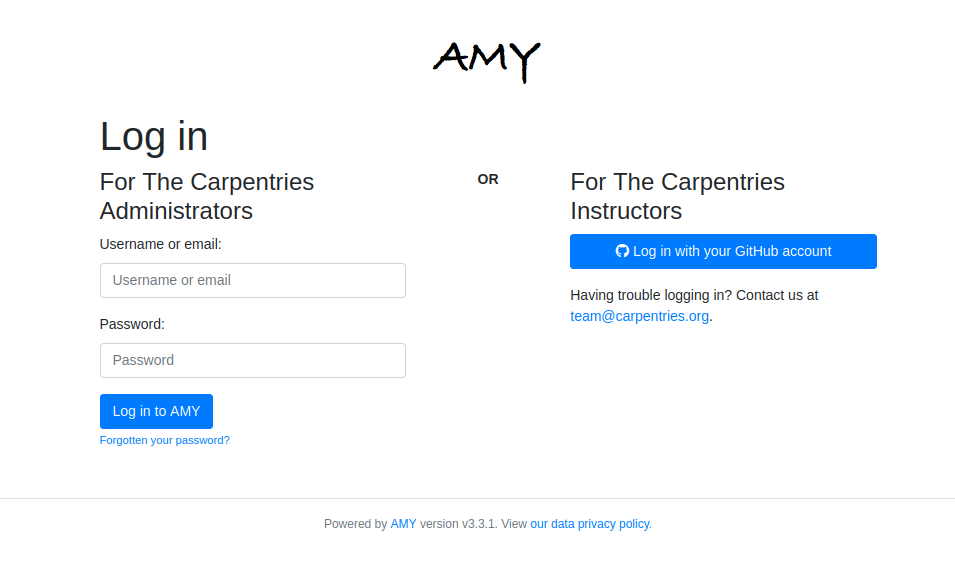 AMY
Log in
For The Carpentries
Administrators
Username or email:
Username or email
Password:
Password
Log in to AMY
Forgotten your password?
OR
For The Carpentries
Instructors
Log in with your GitHub account
Having trouble logging in? Contact us at
team@carpentries.org.
Powered by AMY version v3.3.1. View our data privacy policy.